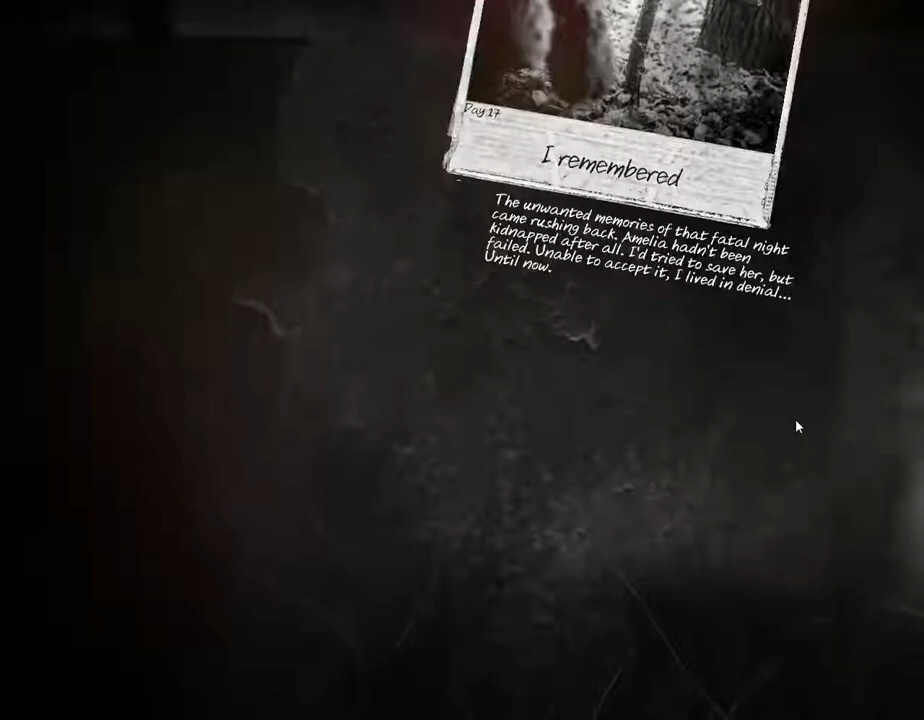 Day 17
I remembered
The unwanted memories of that fatal night
came rushing back. Amelia hadn't been
kidnapped after all. I'd tried to save her, but
failed. Unable to accept it, I lived in denial...
Until now.